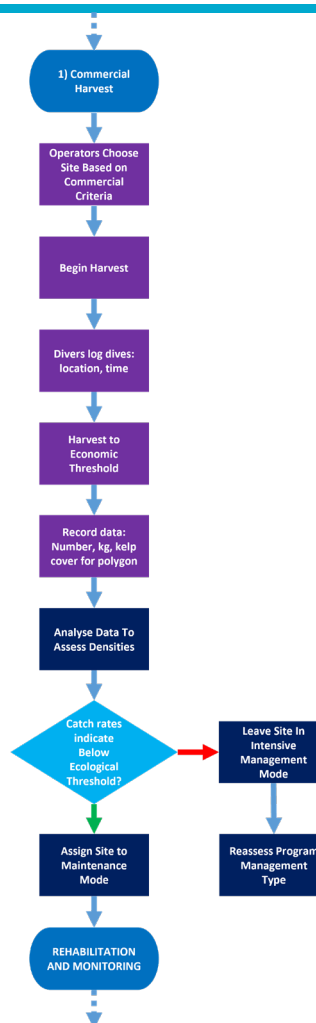 1) Commercial
Harvest
Operators Choose
Site Based on
Commercial
Criteria
Begin Harvest
Divers log dives:
location, time
Harvest to
Economic
Threshold
Record data:
Number, kg, kelp
cover for polygon
Analyse Data To
Assess Densities
Catch rates
indicate
Below
Ecological
Threshold?
Leave Site In
Intensive
Management
Mode
Assign Site to
Maintenance
Mode
Reassess Program
Management
Type
REHABILITATION
AND MONITORING